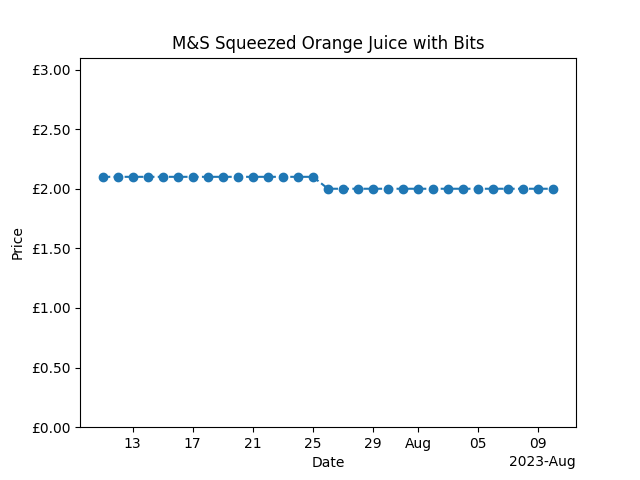 M&S Squeezed Orange Juice with Bits
£3.00
£2.50
£2.00
£1.50
£1.00
£0.50
£0.00
Price
13 17 21 25 29 Aug 05 09
Date
2023-Aug